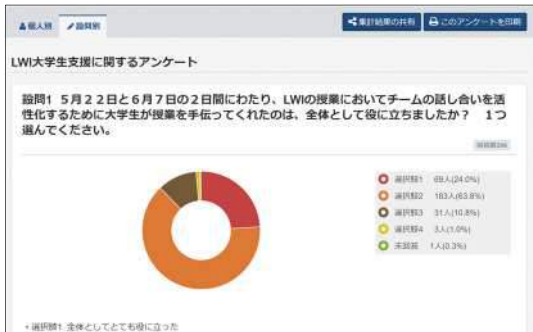 個人別
設問別
集計結果の共有
このアンケートを印刷
LWI大学生支援に関するアンケート
設問1 5月22日と6月7日の2日間にわたり、LWIの授業においてチームの話し合いを活
性化するために大学生が授業を手伝ってくれたのは、全体として役に立ちましたか？ 1つ
選んでください。
選択肢1 69人(24.0%)
選択肢2 183人(63.8%)
選択肢3 31人(10.8%)
選択肢4 3人(1.0%)
未回答 1人(0.3%)
・選択肢1 全体としてとても役に立った